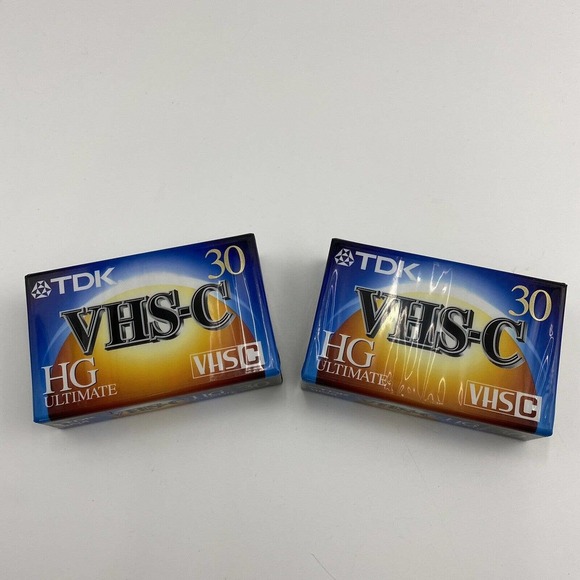 TDK 30
VHS-C
HG
ULTIMATE
VHS C
TDK 30
VHS-C
HG
ULTIMATE
VHS C